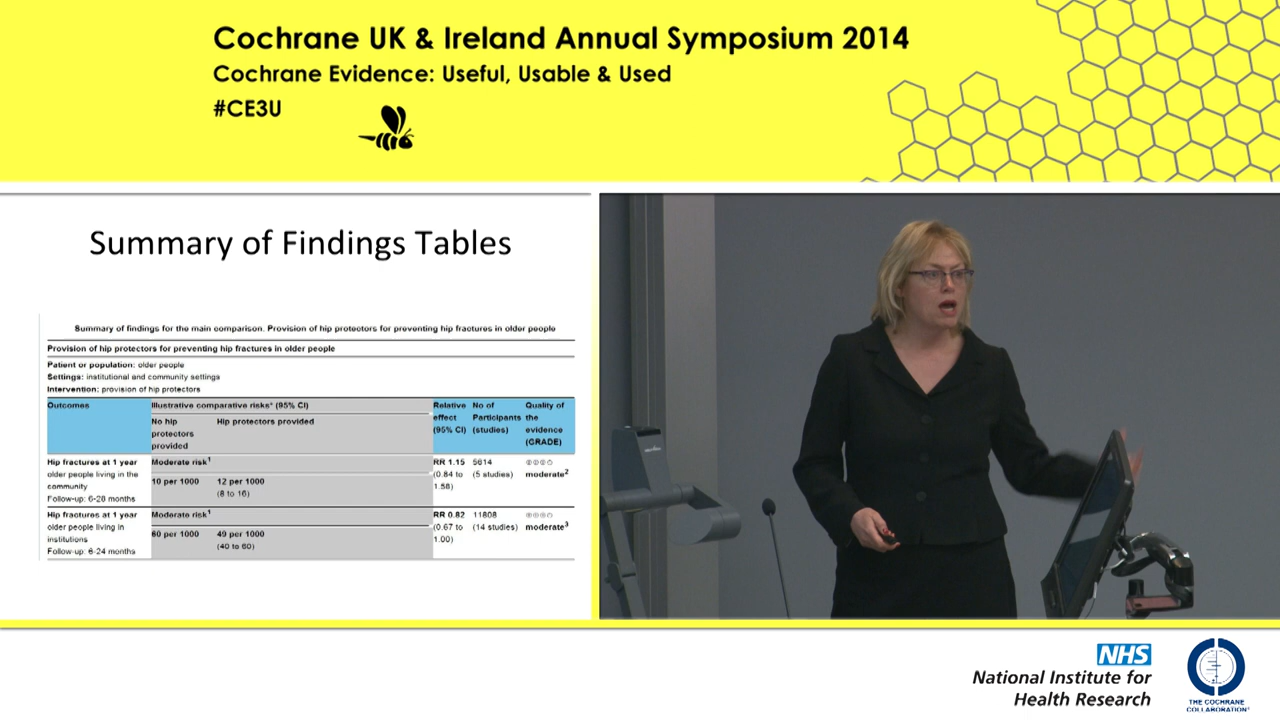 Cochrane UK & Ireland Annual Symposium 2014
Cochrane Evidence: Useful, Usable & Used
#CE3U
Summary of Findings Tables
Summary of findings for the main comparison. Provision of hip protectors for preventing hip fractures in older people
Provision of hip protectors for preventing hip fractures in older people
Patient or population: older people
Settings: institutional and community settings
Intervention: provision of hip protectors
Outcomes
Illustrative comparative risks* (95% CI)
No hip
protectors
provided
Hip protectors provided
Relative
effect
(95% CI)
No of
Participants
(studies)
Quality of
the
evidence
(GRADE)
Hip fractures at 1 year
older people living in the
community
Follow-up: 6-28 months
Moderate risk¹
10 per 1000
12 per 1000
(8 to 16)
RR 1.15
(0.84 to
1.58)
5614
(5 studies)
moderate²
Hip fractures at 1 year
older people living in
institutions
Follow-up: 6-24 months
Moderate risk¹
60 per 1000
49 per 1000
(40 to 60)
RR 0.82
(0.67 to
1.00)
11808
(14 studies)
moderate³
NHS
National Institute for
Health Research
THE COCHRANE
COLLABORATION®